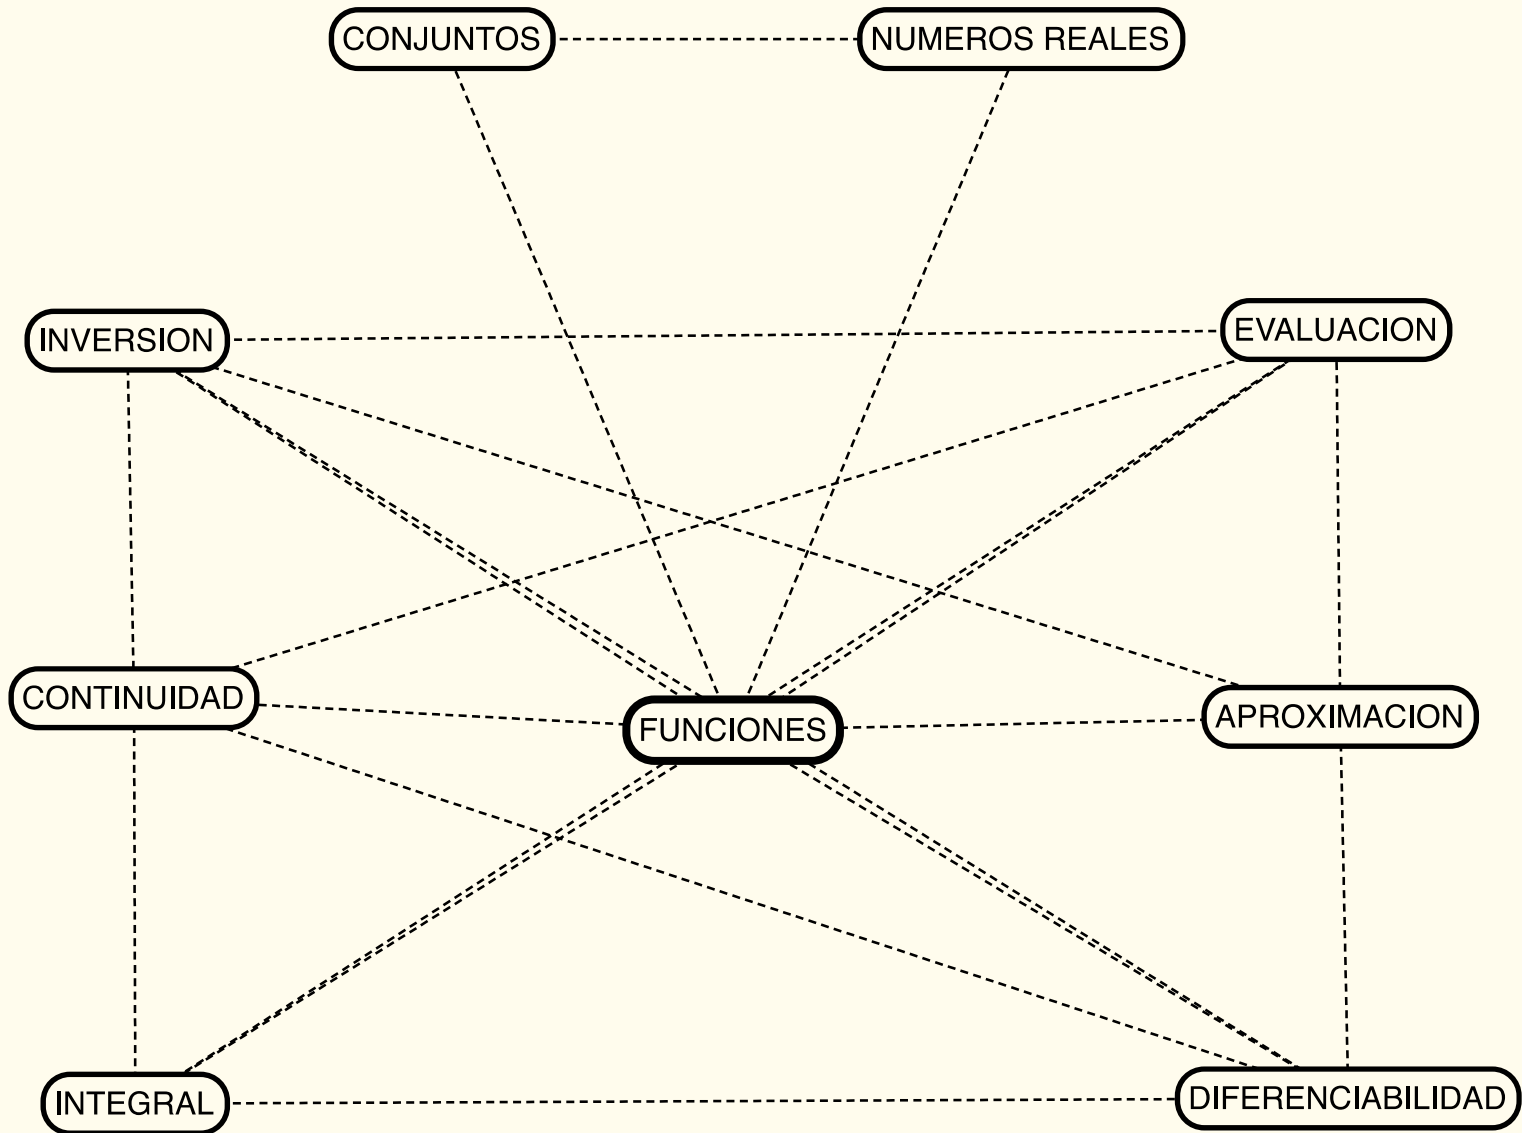 CONJUNTOS
NUMEROS REALES
INVERSION
EVALUACION
CONTINUIDAD
FUNCIONES
APROXIMACION
INTEGRAL
DIFERENCIABILIDAD